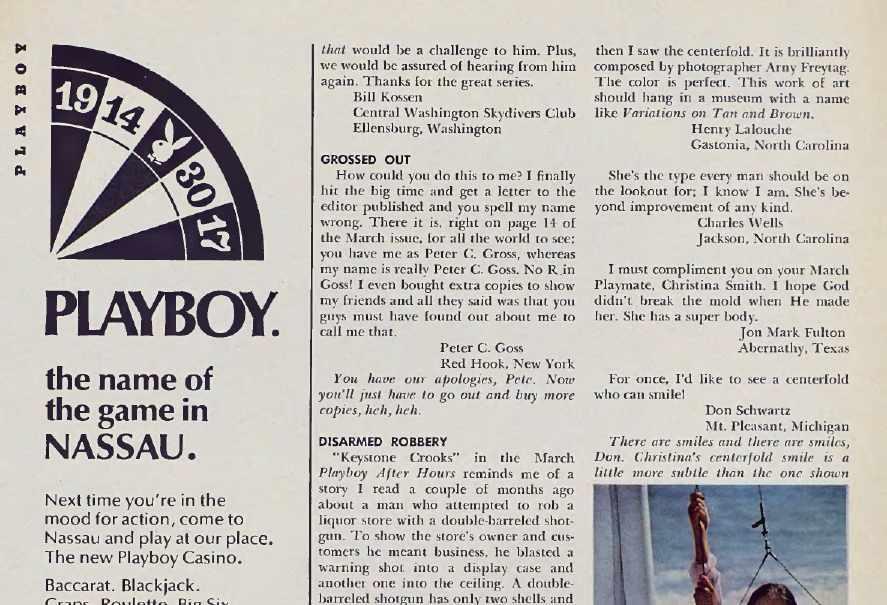 PLAYBOY
19
14
30
17
PLAYBOY.
the name of
the game in
NASSAU.
Next time you're in the
mood for action, come to
Nassau and play at our place.
The new Playboy Casino.
Baccarat. Blackjack.
Craps. Roulette. Big Six
that would be a challenge to him. Plus,
we would be assured of hearing from him
again. Thanks for the great series.
Bill Kossen
Central Washington Skydivers Club
Ellensburg, Washington
GROSSED OUT
How could you do this to me? I finally
hit the big time and get a letter to the
editor published and you spell my name
wrong. There it is, right on page 14 of
the March issue, for all the world to see;
you have me as Peter C. Gross, whereas
my name is really Peter C. Goss. No R in
Goss! I even bought extra copies to show
my friends and all they said was that you
guys must have found out about me to
call me that.
Peter C. Goss
Red Hook, New York
You have our apologies, Pete. Now
you'll just have to go out and buy more
copies, heh, heh.
DISARMED ROBBERY
"Keystone Crooks" in the March
Playboy After Hours reminds me of a
story I read a couple of months ago
about a man who attempted to rob a
liquor store with a double-barreled shot-
gun. To show the store's owner and cus-
tomers he meant business, he blasted a
warning shot into a display case and
another one into the ceiling. A double-
barreled shotgun has only two shells and
then I saw the centerfold. It is brilliantly
composed by photographer Arny Freytag.
The color is perfect. This work of art
should hang in a museum with a name
like Variations on Tan and Brown.
Henry Lalouche
Gastonia, North Carolina
She's the type every man should be on
the lookout for; I know I am. She's be-
yond improvement of any kind.
Charles Wells
Jackson, North Carolina
I must compliment you on your March
Playmate, Christina Smith. I hope God
didn't break the mold when He made
her. She has a super body.
Jon Mark Fulton
Abernathy, Texas
For once, I'd like to see a centerfold
who can smile!
Don Schwartz
Mt. Pleasant, Michigan
There are smiles and there are smiles,
Don. Christina's centerfold smile is a
little more subtle than the one shown